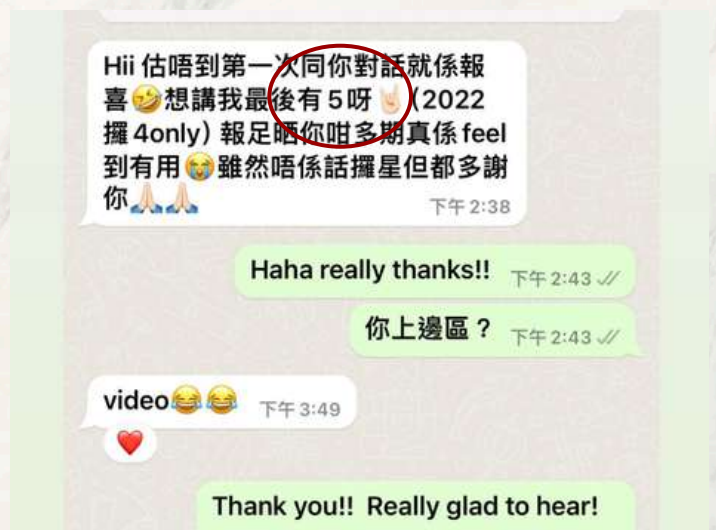 Hii 估唔到第一次同你對話就係報
喜🤣想講我最後有5呀🤘🏻(2022
攞4only) 報足晒你咁多期真係feel
到有用😭雖然唔係話攞星但都多謝
你🙏🏻🙏🏻
下午 2:38
Haha really thanks!! 下午 2:43
你上邊區? 下午 2:43
video😂😂 下午 3:49
❤️
Thank you!! Really glad to hear!